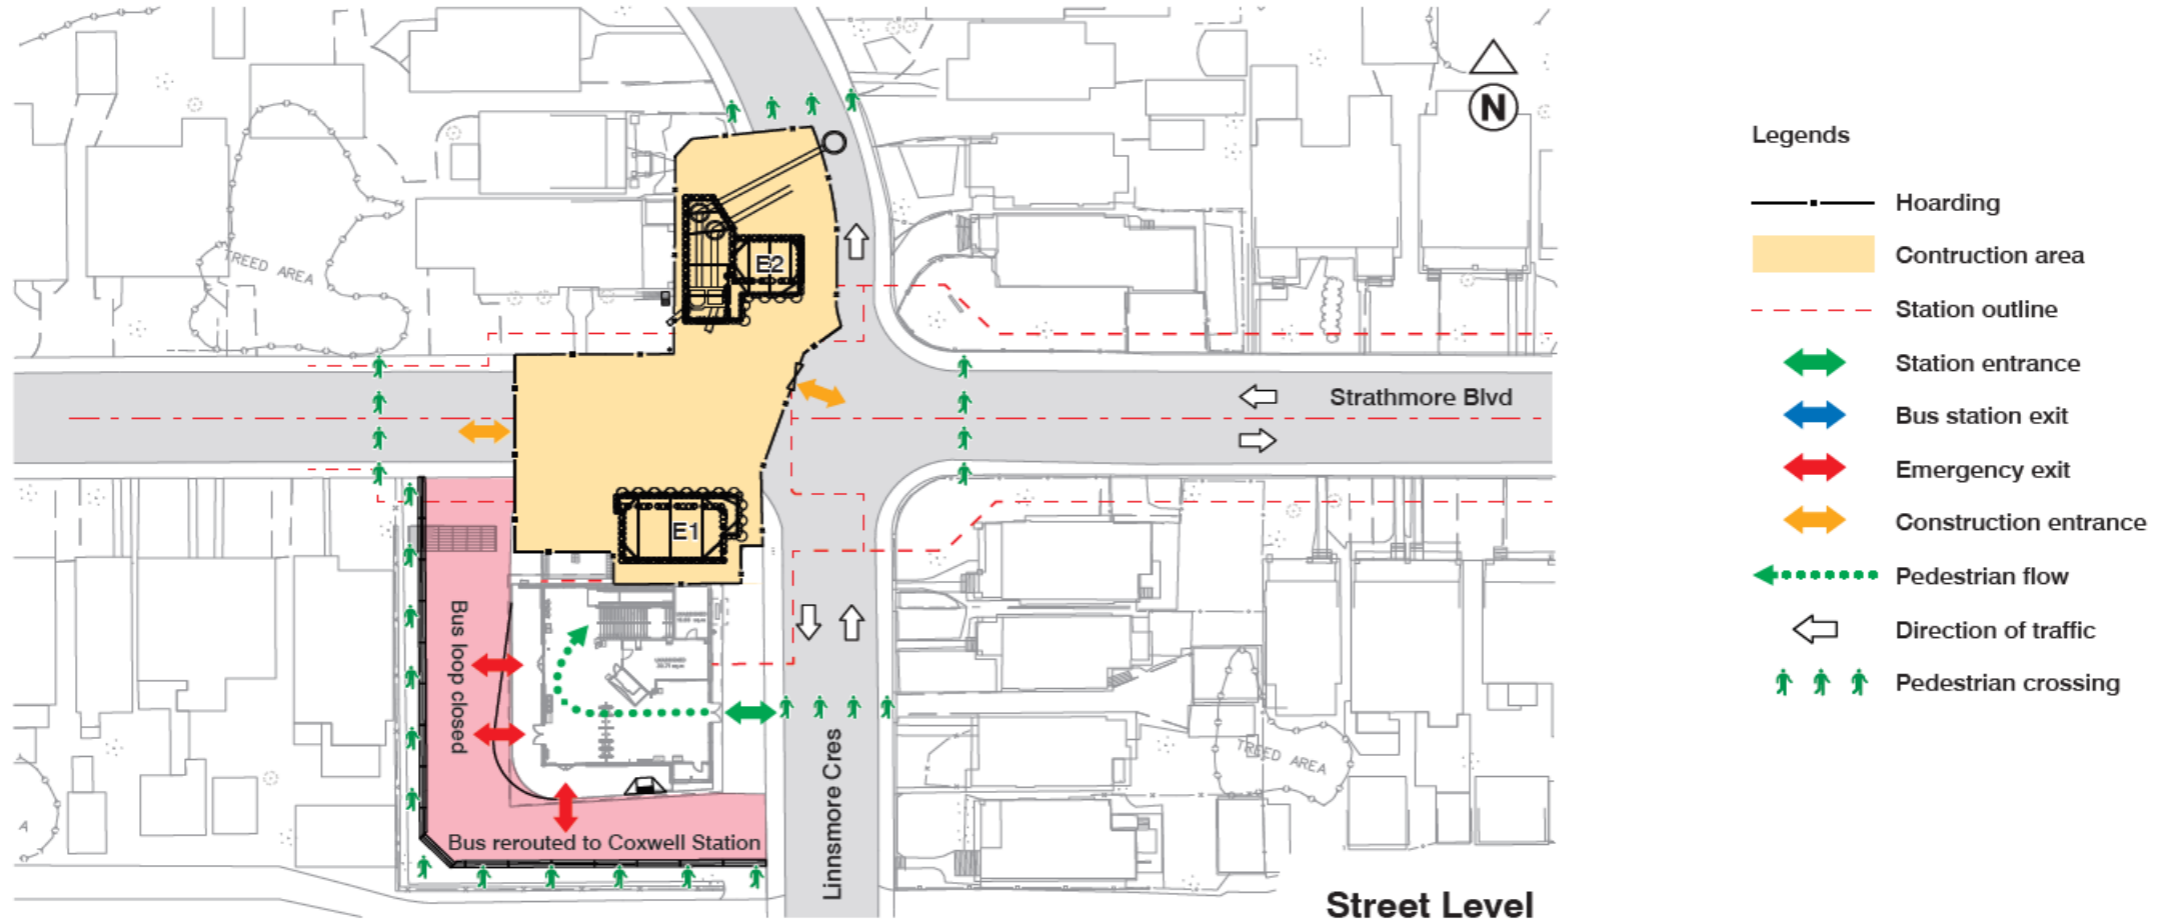 N
Legends
Hoarding
Contruction area
Station outline
Station entrance
Bus station exit
Emergency exit
Construction entrance
Pedestrian flow
Direction of traffic
Pedestrian crossing
TREED AREA
E2
Strathmore Blvd
E1
Bus loop closed
Bus rerouted to Coxwell Station
Linnsmore Cres
TREED AREA
A
Street Level